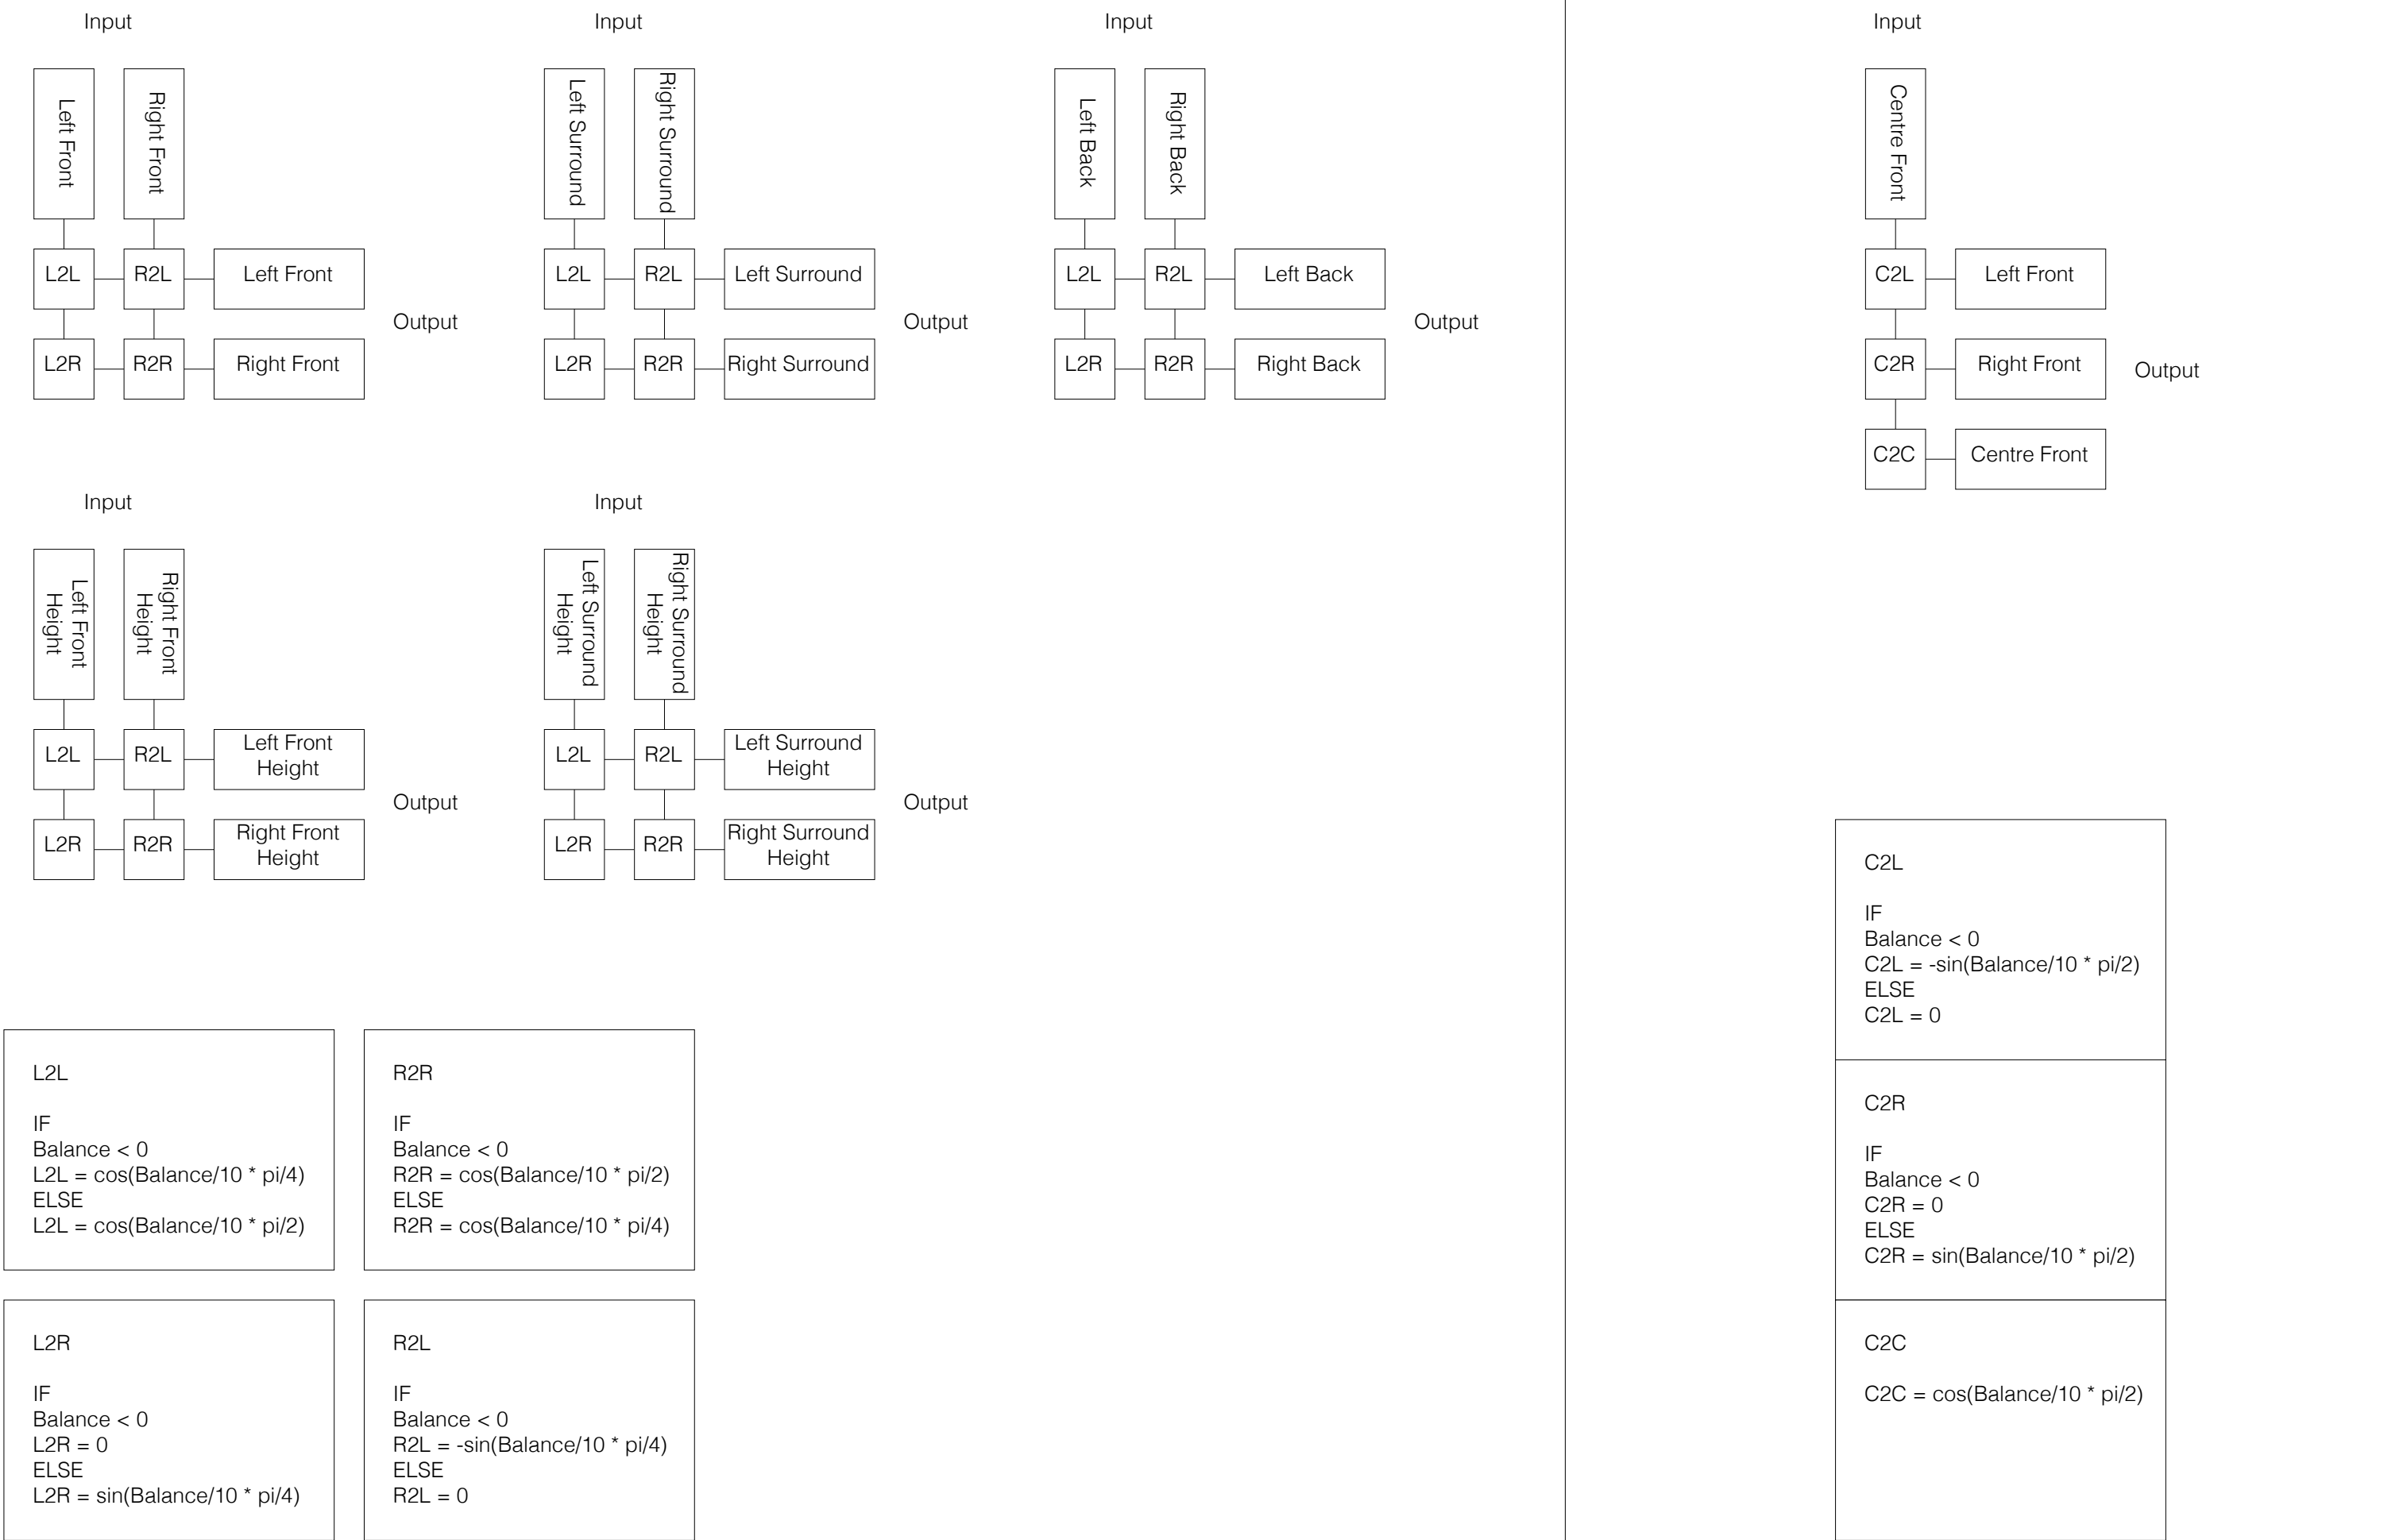 Input
Left Front
Right Front
L2L
R2L
Left Front
L2R
R2R
Right Front
Output
Input
Left Surround
Right Surround
L2L
R2L
Left Surround
L2R
R2R
Right Surround
Output
Input
Left Back
Right Back
L2L
R2L
Left Back
L2R
R2R
Right Back
Output
Input
Centre Front
C2L
Left Front
C2R
Right Front
C2C
Centre Front
Output
Input
Left Front
Height
Right Front
Height
L2L
R2L
Left Front
Height
L2R
R2R
Right Front
Height
Output
Input
Left Surround
Height
Right Surround
Height
L2L
R2L
Left Surround
Height
L2R
R2R
Right Surround
Height
Output
L2L
IF
Balance < 0
L2L = cos(Balance/10 * pi/4)
ELSE
L2L = cos(Balance/10 * pi/2)
R2R
IF
Balance < 0
R2R = cos(Balance/10 * pi/2)
ELSE
R2R = cos(Balance/10 * pi/4)
L2R
IF
Balance < 0
L2R = 0
ELSE
L2R = sin(Balance/10 * pi/4)
R2L
IF
Balance < 0
R2L = -sin(Balance/10 * pi/4)
ELSE
R2L = 0
C2L
IF
Balance < 0
C2L = -sin(Balance/10 * pi/2)
ELSE
C2L = 0
C2R
IF
Balance < 0
C2R = 0
ELSE
C2R = sin(Balance/10 * pi/2)
C2C
C2C = cos(Balance/10 * pi/2)